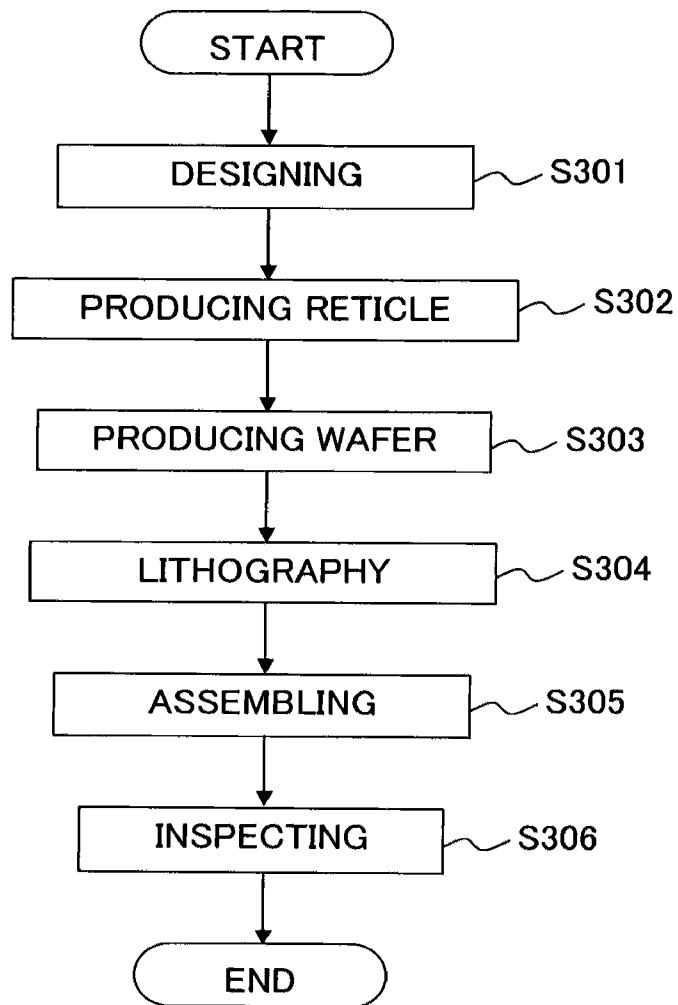 START
DESIGNING S301
PRODUCING RETICLE S302
PRODUCING WAFER S303
LITHOGRAPHY S304
ASSEMBLING S305
INSPECTING S306
END